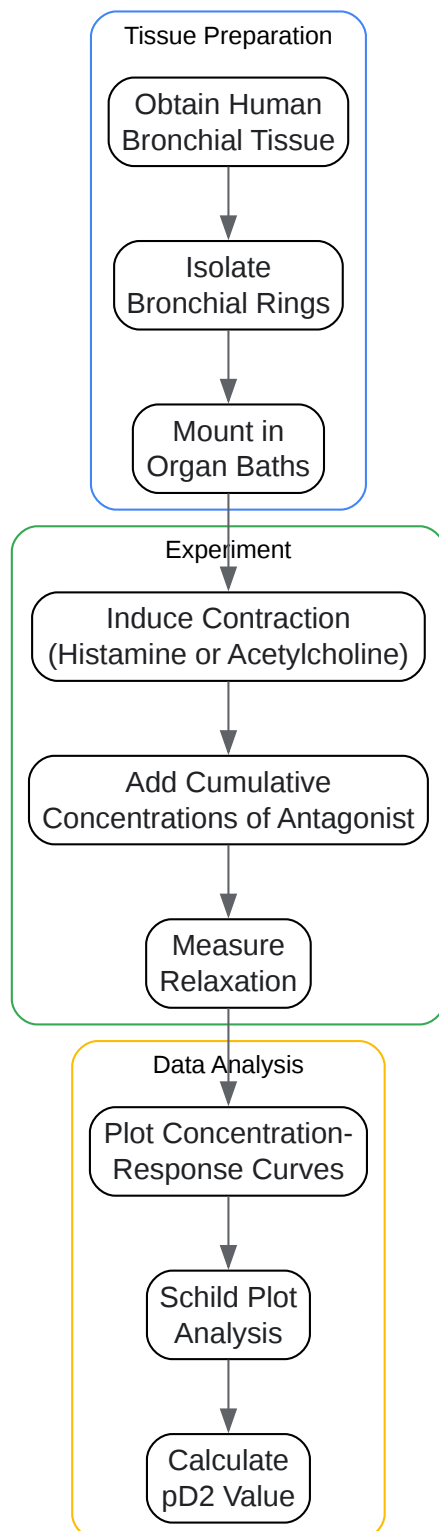 Tissue Preparation
Obtain Human
Bronchial Tissue
Isolate
Bronchial Rings
Mount in
Organ Baths
Experiment
Induce Contraction
(Histamine or Acetylcholine)
Add Cumulative
Concentrations of Antagonist
Measure
Relaxation
Data Analysis
Plot Concentration-
Response Curves
Schild Plot
Analysis
Calculate
pD2 Value